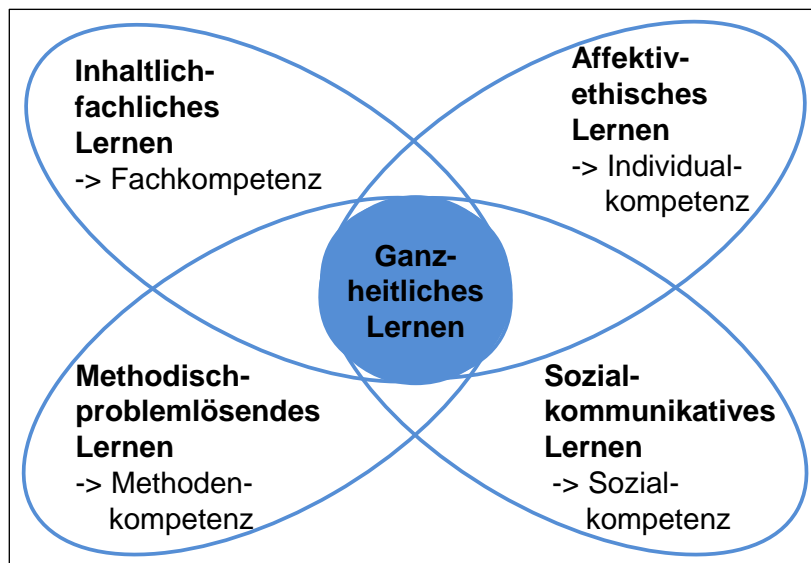 Inhaltlich-
fachliches
Lernen
-> Fachkompetenz
Affektiv-
ethisches
Lernen
-> Individual-
kompetenz
Ganz-
heitliches
Lernen
Methodisch-
problemlösendes
Lernen
-> Methoden-
kompetenz
Sozial-
kommunikatives
Lernen
-> Sozial-
kompetenz